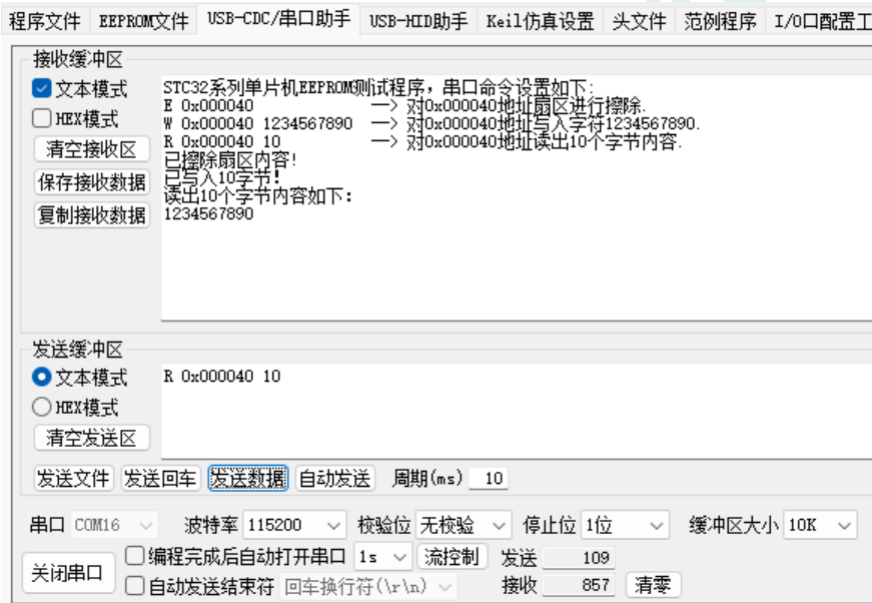 程序文件 EEPROM文件 USB-CDC/串口助手 USB-HID助手 Keil仿真设置 头文件 范例程序 I/O口配置工
接收缓冲区
文本模式
HEX模式
清空接收区
保存接收数据
复制接收数据
STC32系列单片机EEPROM测试程序，串口命令设置如下:
E 0x000040 —> 对0x000040地址扇区进行擦除.
W 0x000040 1234567890 —> 对0x000040地址写入字符1234567890.
R 0x000040 10 —> 对0x000040地址读出10个字节内容.
已擦除扇区内容!
已写入10字节!
读出10个字节内容如下:
1234567890
发送缓冲区
文本模式
HEX模式
清空发送区
R 0x000040 10
发送文件 发送回车 发送数据 自动发送 周期(ms) 10
串口 COM16 波特率 115200 校验位 无校验 停止位 1位 缓冲区大小 10K
关闭串口
编程完成后自动打开串口 1s 流控制 发送 109
自动发送结束符 回车换行符(\r\n) 接收 857 清零